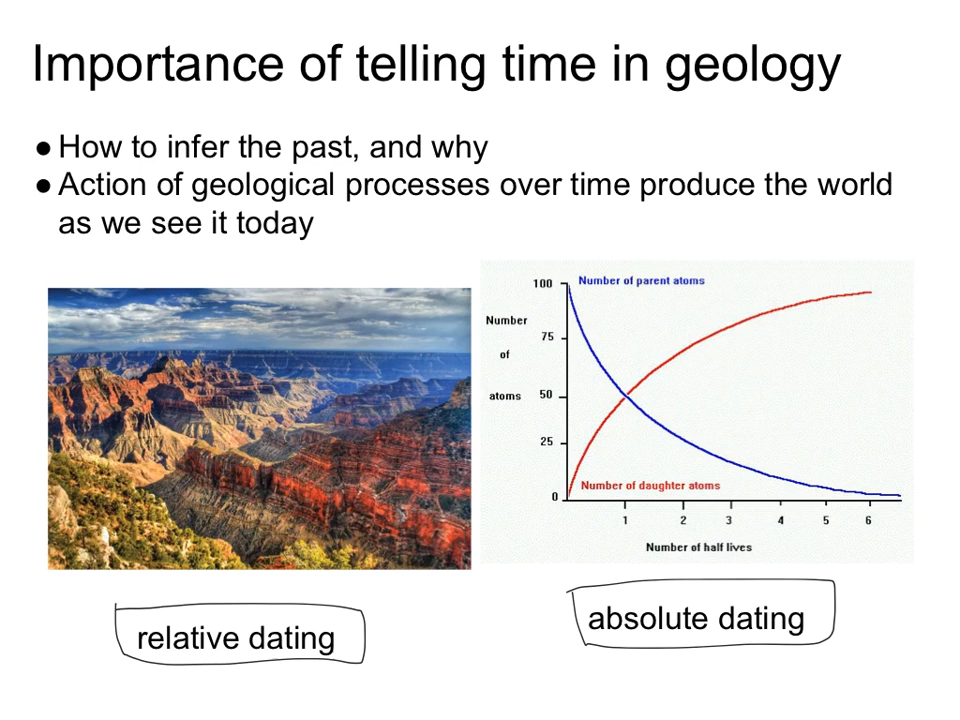 Importance of telling time in geology
● How to infer the past, and why
● Action of geological processes over time produce the world
as we see it today
100
Number of parent atoms
Number
75
of
atoms
50
25
Number of daughter atoms
0
1 2 3 4 5 6
Number of half lives
relative dating
absolute dating